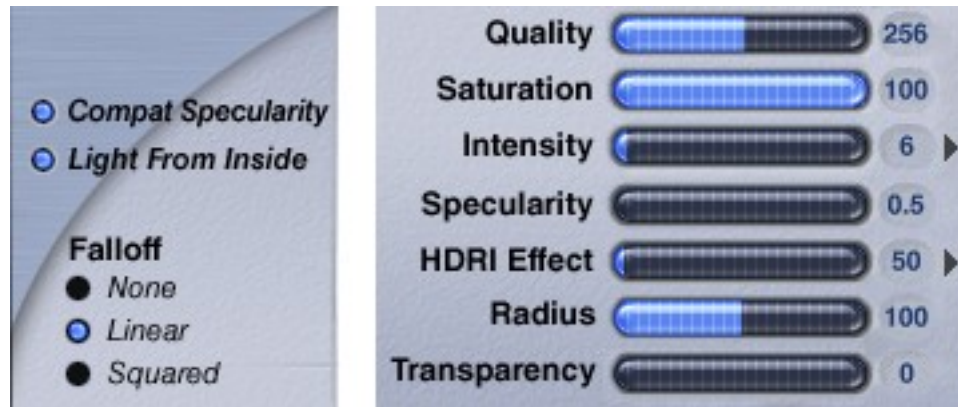 Compat Specularity
Light From Inside
Falloff
None
Linear
Squared
Quality 256
Saturation 100
Intensity 6
Specularity 0.5
HDRI Effect 50
Radius 100
Transparency 0